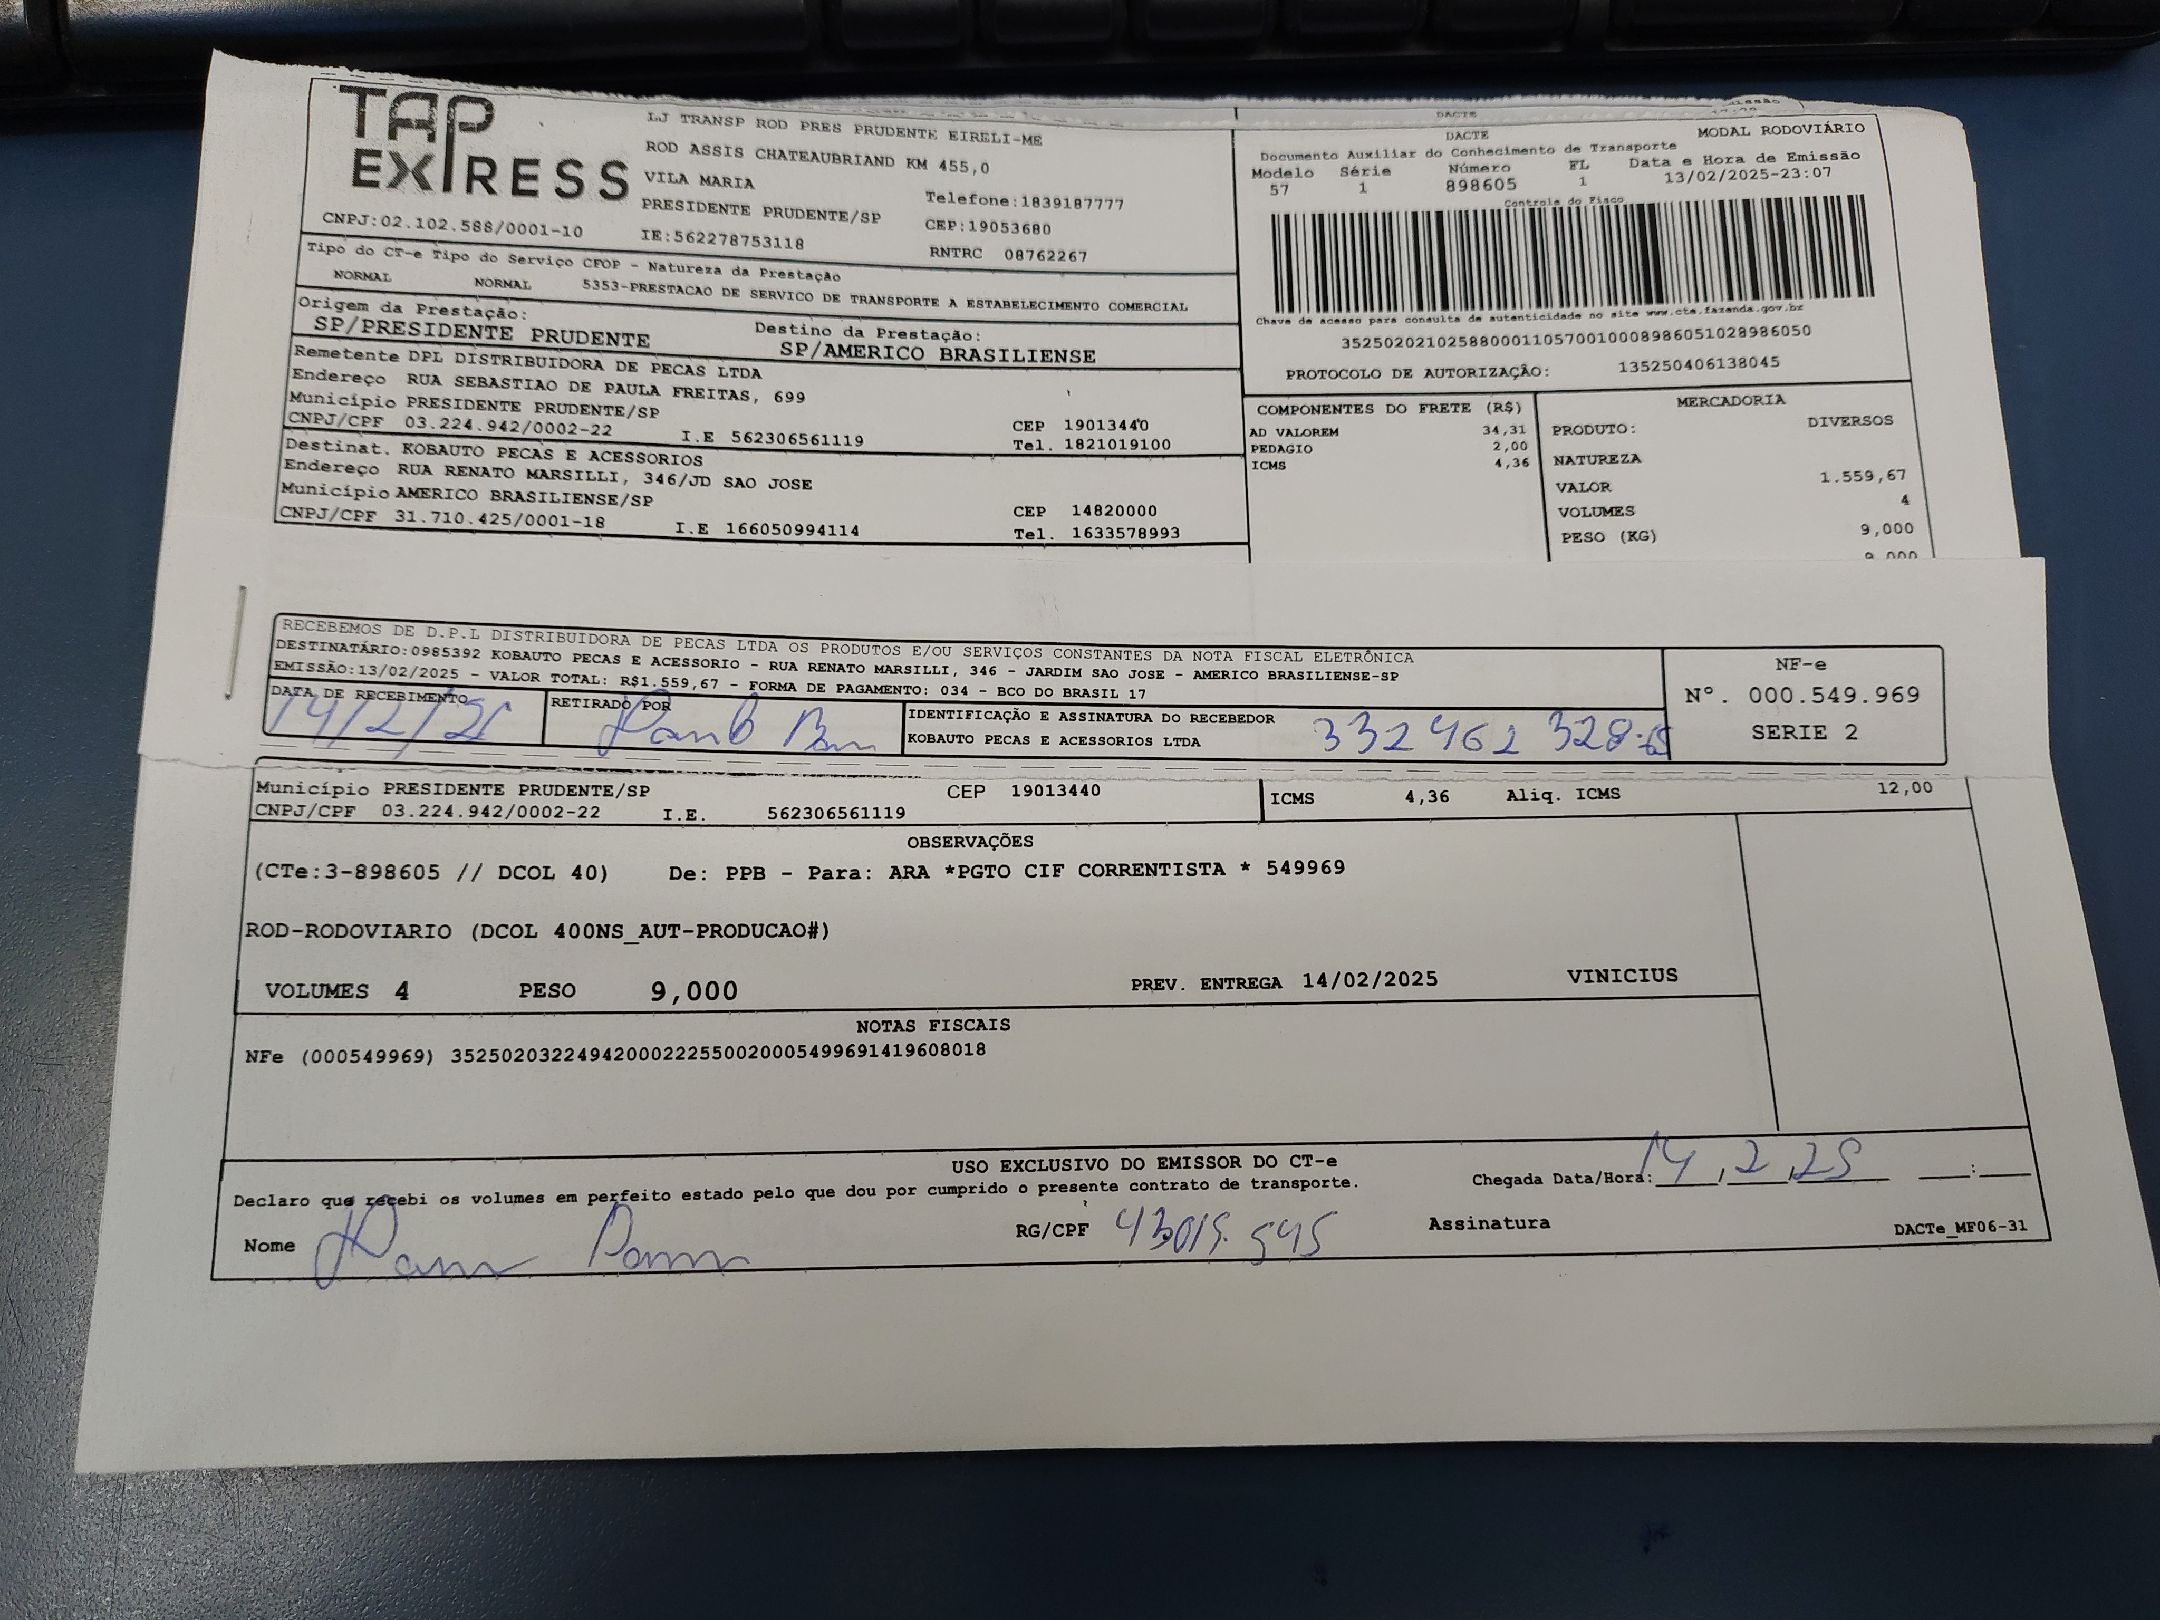 TAP EXPRESS
LJ TRANSP ROD PRES PRUDENTE EIRELI-ME
ROD ASSIS CHATEAUBRIAND KM 455,0
VILA MARIA
Telefone:1839187777
PRESIDENTE PRUDENTE/SP
CEP:19053680
CNPJ:02.102.588/0001-10
IE:562278753118
RNTRC 08762267
Tipo do CT-e Tipo do Serviço CFOP - Natureza da Prestação
NORMAL NORMAL 5353-PRESTACAO DE SERVICO DE TRANSPORTE A ESTABELECIMENTO COMERCIAL
Origem da Prestação:
SP/PRESIDENTE PRUDENTE
Destino da Prestação:
SP/AMERICO BRASILIENSE
Remetente DPL DISTRIBUIDORA DE PECAS LTDA
Endereço RUA SEBASTIAO DE PAULA FREITAS, 699
Município PRESIDENTE PRUDENTE/SP
CEP 19013440
CNPJ/CPF 03.224.942/0002-22 I.E 562306561119 Tel. 1821019100
Destinat. KOBAUTO PECAS E ACESSORIOS
Endereço RUA RENATO MARSILLI, 346/JD SAO JOSE
Município AMERICO BRASILIENSE/SP
CEP 14820000
CNPJ/CPF 31.710.425/0001-18 I.E 166050994114 Tel. 1633578993
DACTE
DACTE MODAL RODOVIÁRIO
Documento Auxiliar do Conhecimento de Transporte
Modelo Série Número FL Data e Hora de Emissão
57 1 898605 1 13/02/2025-23:07
Controle do Fisco
Chave de acesso para consulta de autenticidade no site www.cte.fazenda.gov.br
35250202102588000110570010008986051028986050
PROTOCOLO DE AUTORIZAÇÃO: 135250406138045
COMPONENTES DO FRETE (R$)
AD VALOREM 34,31
PEDAGIO 2,00
ICMS 4,36
MERCADORIA
PRODUTO: DIVERSOS
NATUREZA
VALOR 1.559,67
VOLUMES 4
PESO (KG) 9,000
9,000
RECEBEMOS DE D.P.L DISTRIBUIDORA DE PECAS LTDA OS PRODUTOS E/OU SERVIÇOS CONSTANTES DA NOTA FISCAL ELETRÔNICA
DESTINATÁRIO:0985392 KOBAUTO PECAS E ACESSORIO - RUA RENATO MARSILLI, 346 - JARDIM SAO JOSE - AMERICO BRASILIENSE-SP
EMISSÃO:13/02/2025 - VALOR TOTAL: R$1.559,67 - FORMA DE PAGAMENTO: 034 - BCO DO BRASIL 17
DATA DE RECEBIMENTO
14/2/25
RETIRADO POR
IDENTIFICAÇÃO E ASSINATURA DO RECEBEDOR
KOBAUTO PECAS E ACESSORIOS LTDA
332462328-65
NF-e
Nº. 000.549.969
SERIE 2
Município PRESIDENTE PRUDENTE/SP CEP 19013440
CNPJ/CPF 03.224.942/0002-22 I.E. 562306561119
ICMS 4,36 Aliq. ICMS 12,00
OBSERVAÇÕES
(CTe:3-898605 // DCOL 40) De: PPB - Para: ARA *PGTO CIF CORRENTISTA * 549969
ROD-RODOVIARIO (DCOL 400NS_AUT-PRODUCAO#)
VOLUMES 4 PESO 9,000 PREV. ENTREGA 14/02/2025 VINICIUS
NOTAS FISCAIS
NFe (000549969) 35250203224942000222550020005499691419608018
USO EXCLUSIVO DO EMISSOR DO CT-e
Declaro que recebi os volumes em perfeito estado pelo que dou por cumprido o presente contrato de transporte.
Chegada Data/Hora: 14,2,25 :
Nome
RG/CPF 43.019.545
Assinatura
DACTe_MF06-31